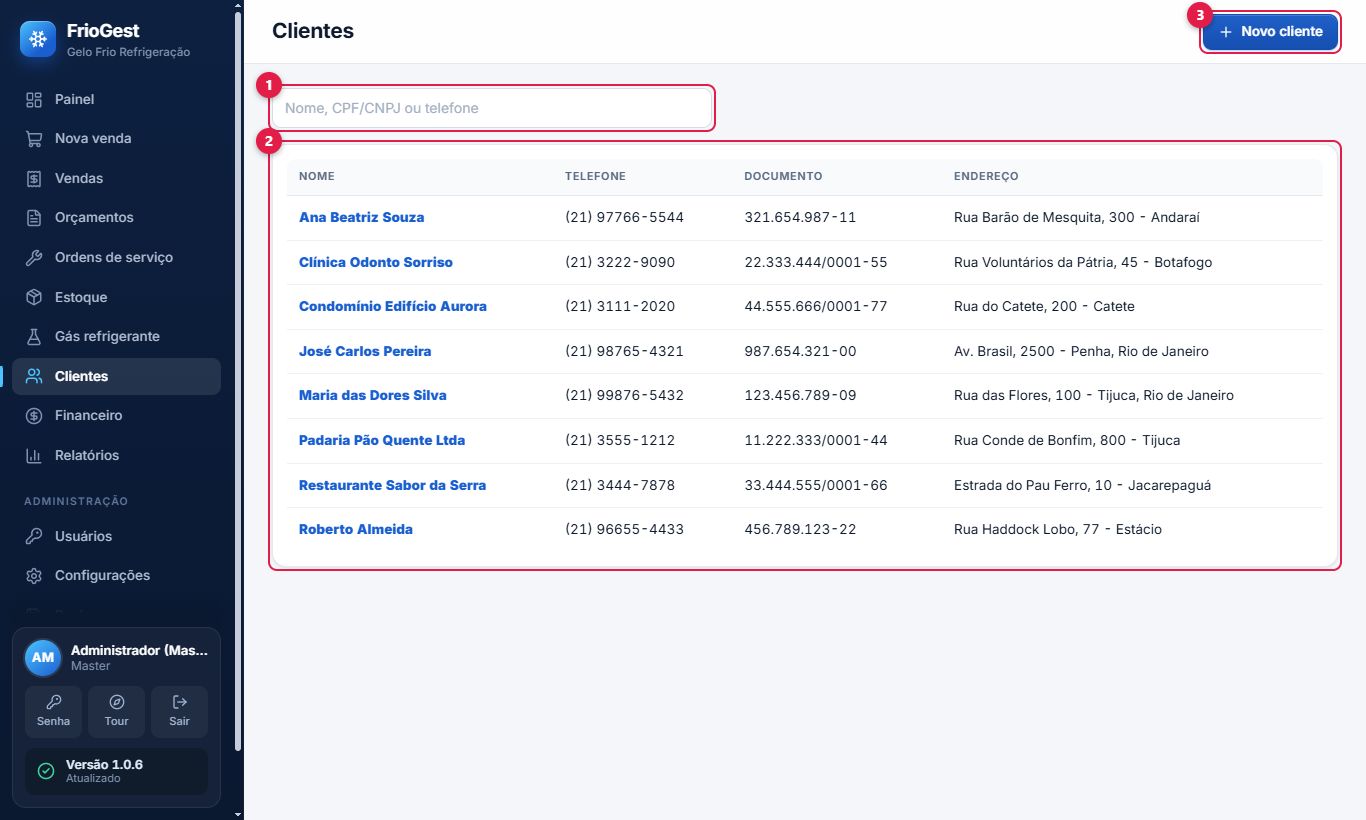 FrioGest
Gelo Frio Refrigeração
Painel
Nova venda
Vendas
Orçamentos
Ordens de serviço
Estoque
Gás refrigerante
Clientes
Financeiro
Relatórios
ADMINISTRAÇÃO
Usuários
Configurações
AM
Administrador (Mas...
Master
Senha Tour Sair
Versão 1.0.6
Atualizado
Clientes
3
+ Novo cliente
1
Nome, CPF/CNPJ ou telefone
2
NOME TELEFONE DOCUMENTO ENDEREÇO
Ana Beatriz Souza (21) 97766-5544 321.654.987-11 Rua Barão de Mesquita, 300 - Andaraí
Clínica Odonto Sorriso (21) 3222-9090 22.333.444/0001-55 Rua Voluntários da Pátria, 45 - Botafogo
Condomínio Edifício Aurora (21) 3111-2020 44.555.666/0001-77 Rua do Catete, 200 - Catete
José Carlos Pereira (21) 98765-4321 987.654.321-00 Av. Brasil, 2500 - Penha, Rio de Janeiro
Maria das Dores Silva (21) 99876-5432 123.456.789-09 Rua das Flores, 100 - Tijuca, Rio de Janeiro
Padaria Pão Quente Ltda (21) 3555-1212 11.222.333/0001-44 Rua Conde de Bonfim, 800 - Tijuca
Restaurante Sabor da Serra (21) 3444-7878 33.444.555/0001-66 Estrada do Pau Ferro, 10 - Jacarepaguá
Roberto Almeida (21) 96655-4433 456.789.123-22 Rua Haddock Lobo, 77 - Estácio